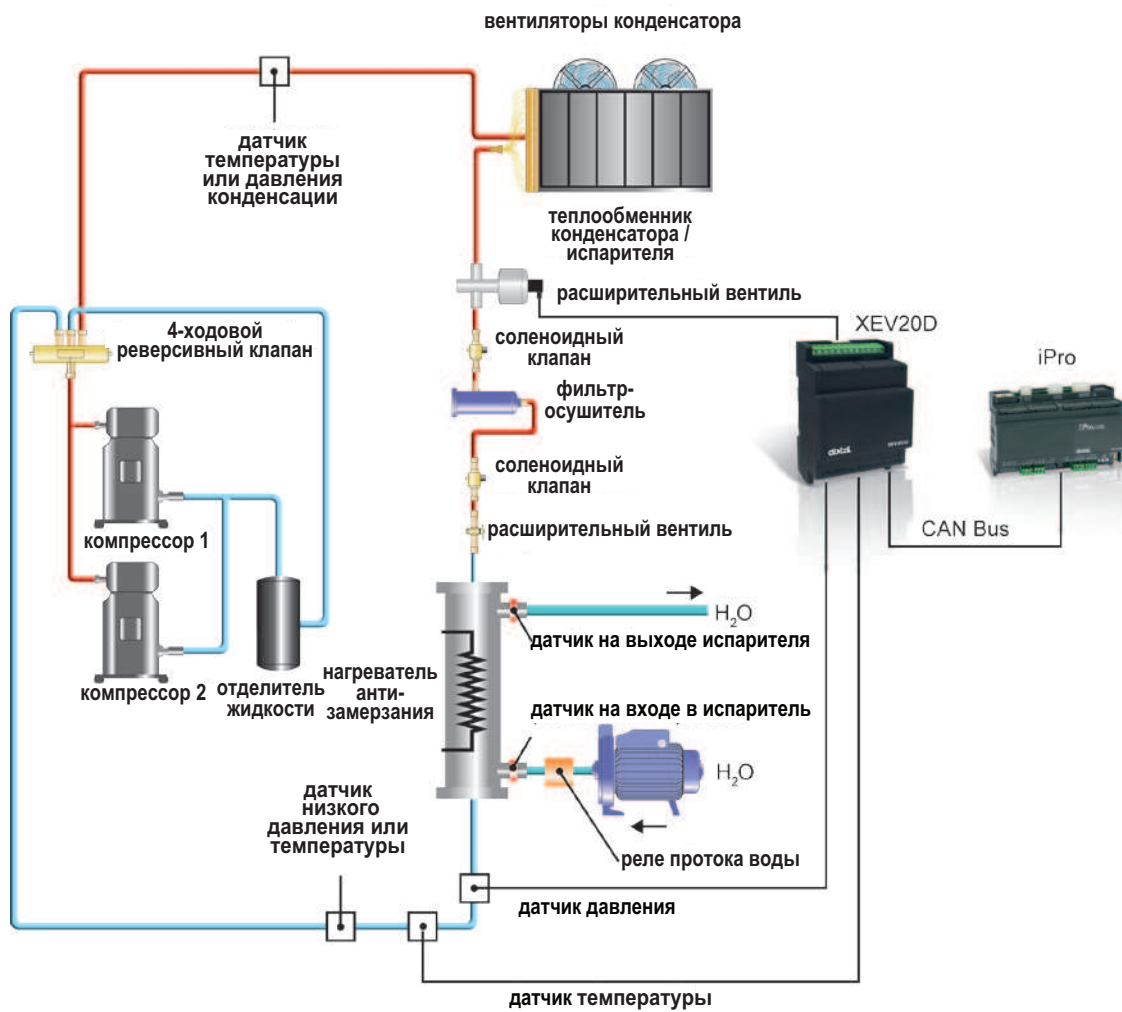 вентиляторы конденсатора
датчик
температуры
или давления
конденсации
теплообменник
конденсатора /
испарителя
расширительный вентиль
XEV20D
4-ходовой
реверсивный клапан
соленоидный
клапан
iPro
фильтр-
осушитель
dixell
соленоидный
клапан
CAN Bus
расширительный вентиль
компрессор 1
H₂O
датчик на выходе испарителя
нагреватель
анти-
замерзания
компрессор 2
отделитель
жидкости
датчик на входе в испаритель
H₂O
датчик
низкого
давления или
температуры
реле протока воды
датчик давления
датчик температуры